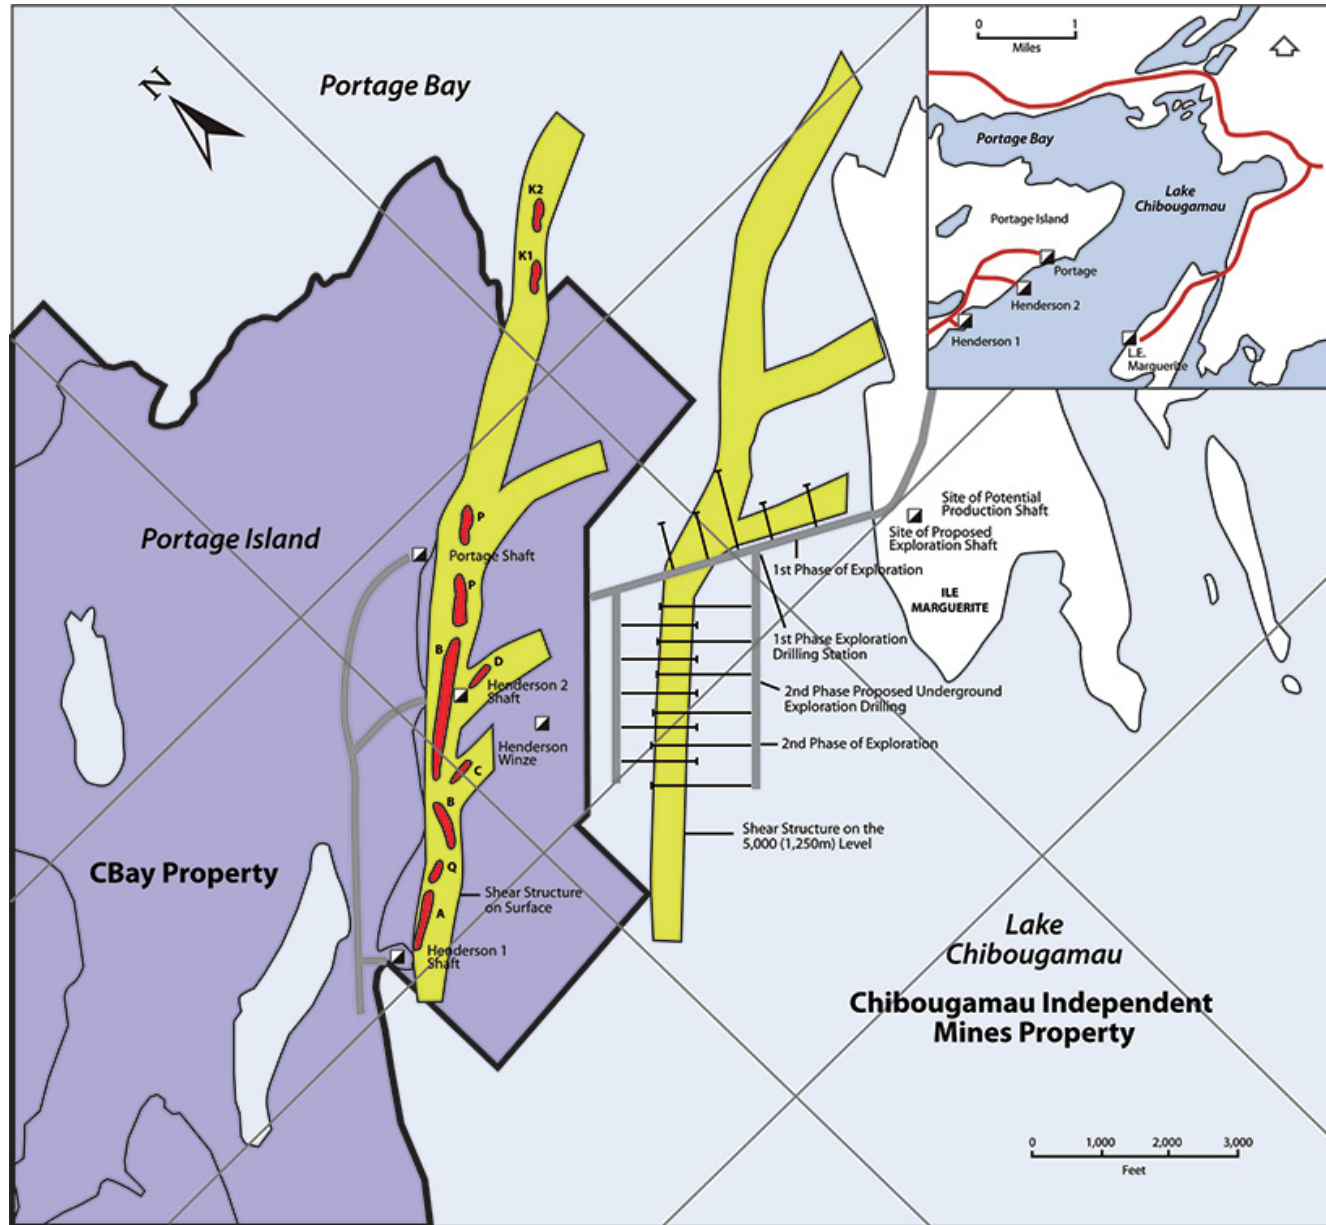 N
Portage Bay
0 1
Miles
Portage Bay
Lake
Chibougamau
Portage Island
Portage
Henderson 2
Henderson 1
L.E.
Marguerite
K2
K1
P
Portage Shaft
P
Portage Island
B
D
Henderson 2
Shaft
Henderson
Winze
C
B
Q
A
CBay Property
Shear Structure
on Surface
Henderson 1
Shaft
Site of Potential
Production Shaft
Site of Proposed
Exploration Shaft
1st Phase of Exploration
ILE
MARGUERITE
1st Phase Exploration
Drilling Station
2nd Phase Proposed Underground
Exploration Drilling
2nd Phase of Exploration
Shear Structure on the
5,000 (1,250m) Level
Lake
Chibougamau
Chibougamau Independent
Mines Property
0 1,000 2,000 3,000
Feet